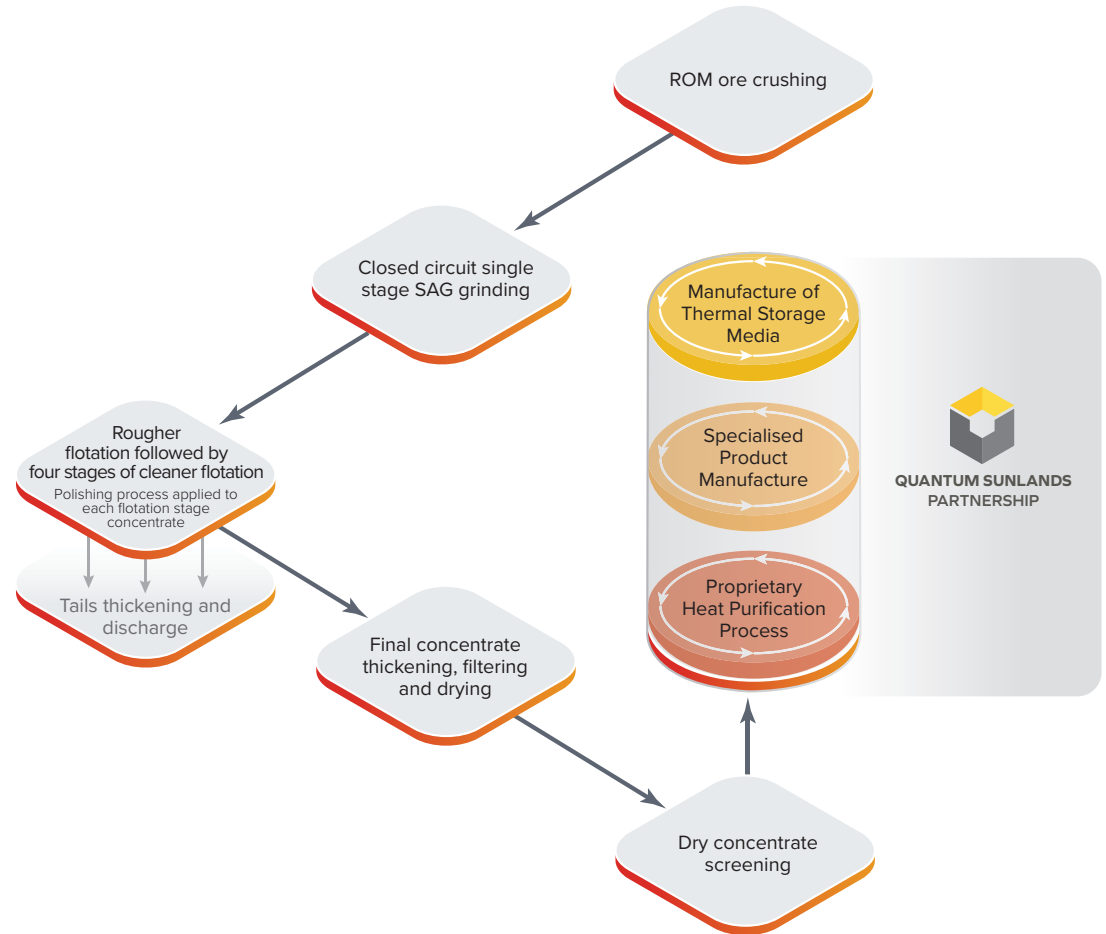 ROM ore crushing
Closed circuit single
stage SAG grinding
Rougher
flotation followed by
four stages of cleaner flotation
Polishing process applied to
each flotation stage
concentrate
Tails thickening and
discharge
Final concentrate
thickening, filtering
and drying
Dry concentrate
screening
Manufacture of
Thermal Storage
Media
Specialised
Product
Manufacture
Proprietary
Heat Purification
Process
QUANTUM SUNLANDS
PARTNERSHIP